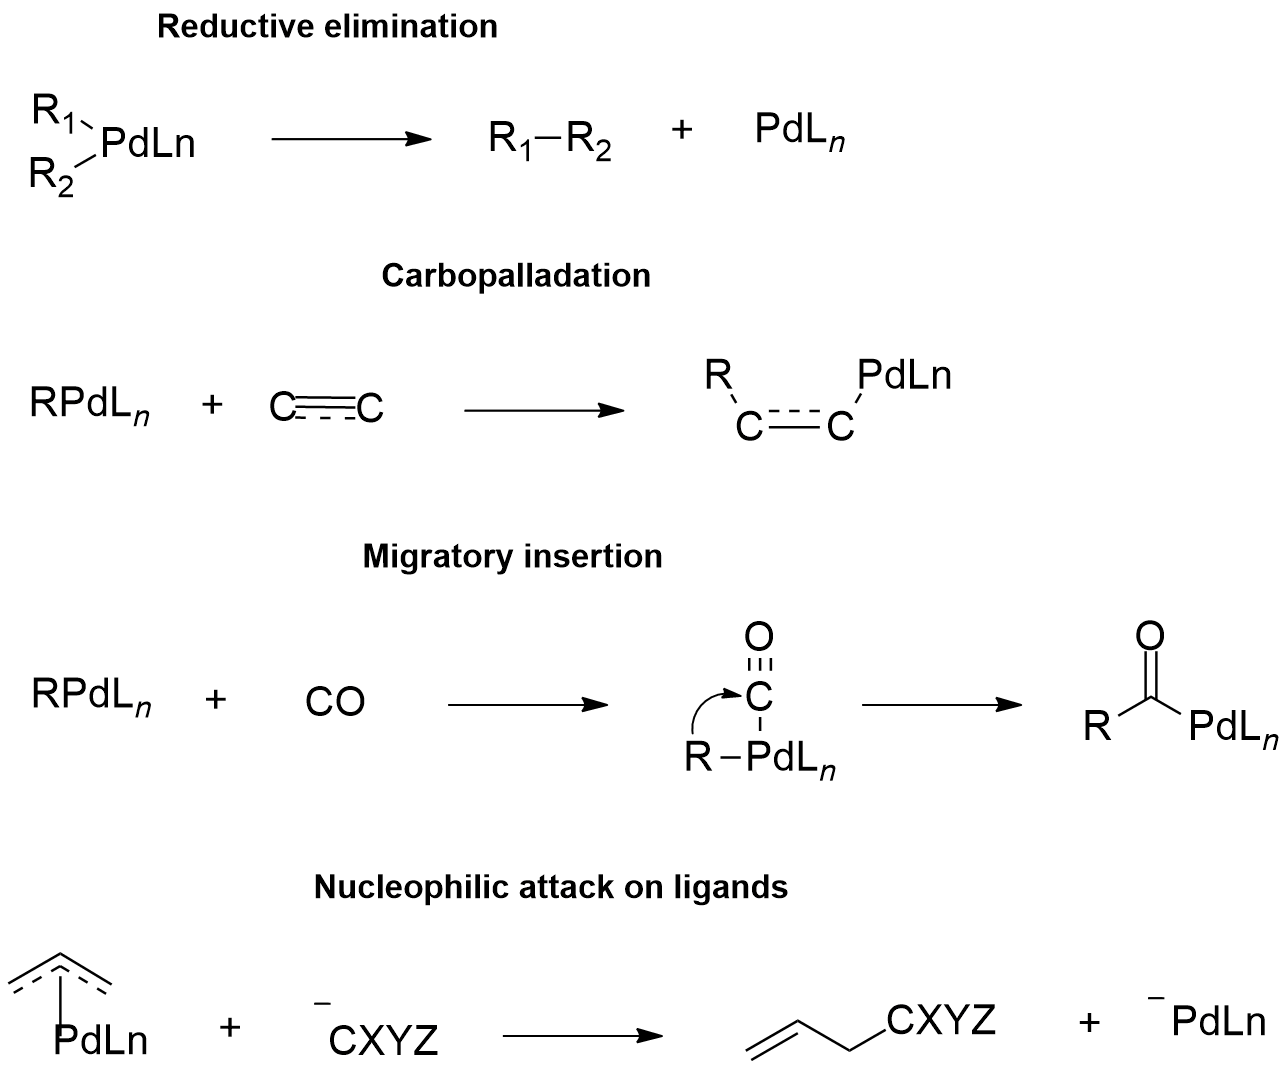 Reductive elimination
R1
PdLn
R2
R1–R2 + PdLn
Carbopalladation
RPdLn + C C
R PdLn
C C
Migratory insertion
O
C
RPdLn + CO
R–PdLn
O
R PdLn
Nucleophilic attack on ligands
PdLn + –CXYZ
CXYZ + –PdLn